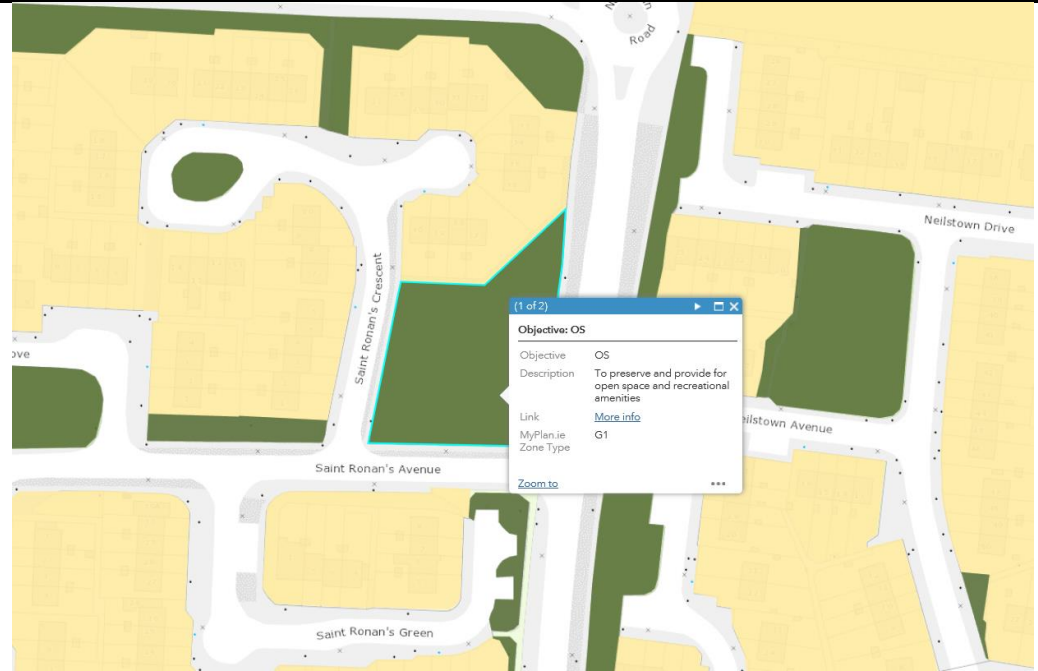 Road
Neilstown Drive
Saint Ronan's Crescent
(1 of 2)
Objective: OS
Objective OS
Description To preserve and provide for
open space and recreational
amenities
Link More info
MyPlan.ie G1
Zone Type
Zoom to
Avenue
Saint Ronan's Avenue
Saint Ronan's Green